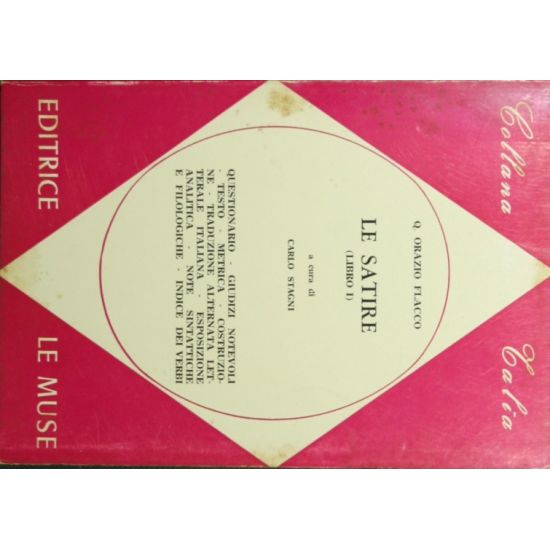 Collana Talìa
Q. ORAZIO FLACCO
LE SATIRE
(LIBRO I)
a cura di
CARLO STAGNI
QUESTIONARIO - GIUDIZI NOTEVOLI
- TESTO - METRICA - COSTRUZIO-
NE - TRADUZIONE ALTERNATA LET-
TERALE ITALIANA - ESPOSIZIONE
ANALITICA - NOTE SINTATTICHE
E FILOLOGICHE - INDICE DEI VERBI
EDITRICE LE MUSE